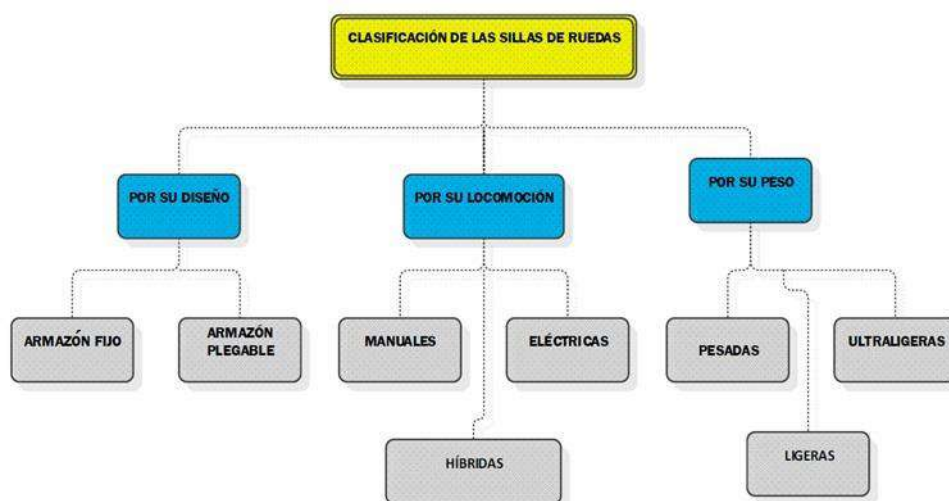 CLASIFICACIÓN DE LAS SILLAS DE RUEDAS
POR SU DISEÑO
POR SU LOCOMOCIÓN
POR SU PESO
ARMAZÓN FIJO
ARMAZÓN
PLEGABLE
MANUALES
ELÉCTRICAS
PESADAS
ULTRALIGERAS
HÍBRIDAS
LIGERAS